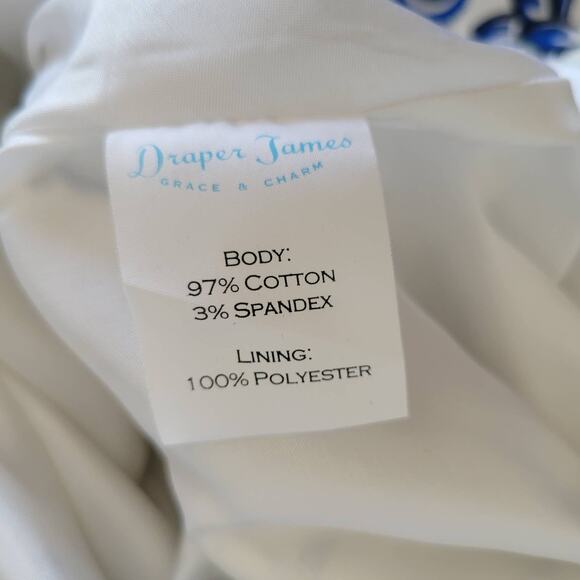 Draper James
GRACE & CHARM
BODY:
97% COTTON
3% SPANDEX
LINING:
100% POLYESTER